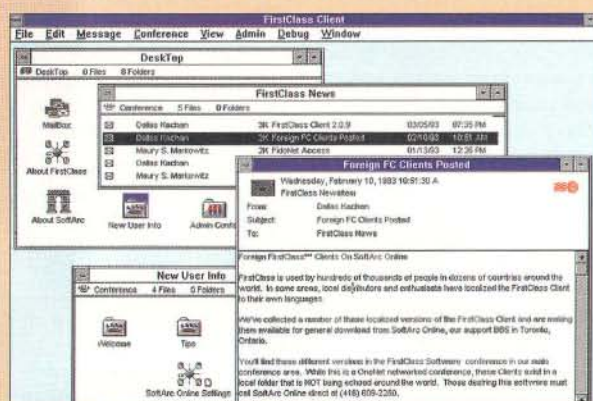 FirstClass Client
File Edit Message Conference View Admin Debug Window
DeskTop
DeskTop 0 Files 8 Folders
MailBox
About FirstClass
About SoftArc
New User Info
Admin Confe
FirstClass News
Conference 5 Files 0 Folders
Dallas Kachan 3K FirstClass Client 2.0.9 03/05/93 07:35 PM
Dallas Kachan 2K Foreign FC Clients Posted 02/10/93 10:51 AM
Maury S. Markowitz 2K FidoNet Access 01/13/93 12:35 PM
Dallas Kachan
Maury S. Markowitz
Foreign FC Clients Posted
Wednesday, February 10, 1993 10:51:30 A
FirstClass News
From: Dallas Kachan
Subject: Foreign FC Clients Posted
To: FirstClass News
Foreign FirstClass™ Clients On SoftArc Online
FirstClass is used by hundreds of thousands of people in dozens of countries around the
world. In some areas, local distributors and enthusiasts have localized the FirstClass Client
to their own languages.
We've collected a number of these localized versions of the FirstClass Client and are making
them available for general download from SoftArc Online, our support BBS in Toronto,
Ontario.
You'll find these different versions in the FirstClass Software conference in our main
conference area. While this is a OneNet networked conference, these Clients exist in a
local folder that is NOT being echoed around the world. Those desiring this software must
call SoftArc Online direct at (416) 609-2250.
New User Info
Conference 4 Files 0 Folders
Welcome
Tips
SoftArc Online Settings